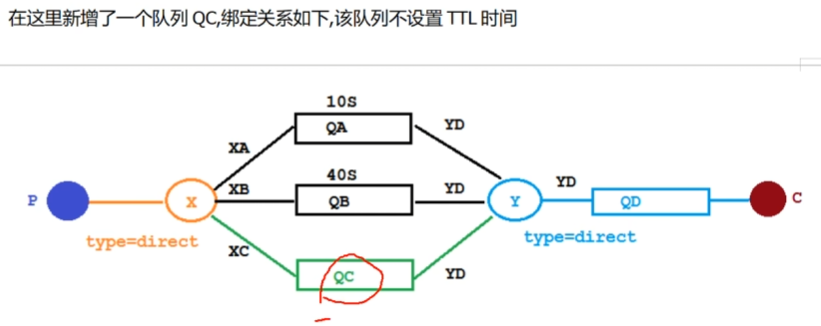 在这里新增了一个队列 QC,绑定关系如下,该队列不设置 TTL 时间
10S
QA
YD
XA
40S
XB
YD
YD
P
X
QB
Y
QD
C
type=direct
type=direct
XC
QC
YD